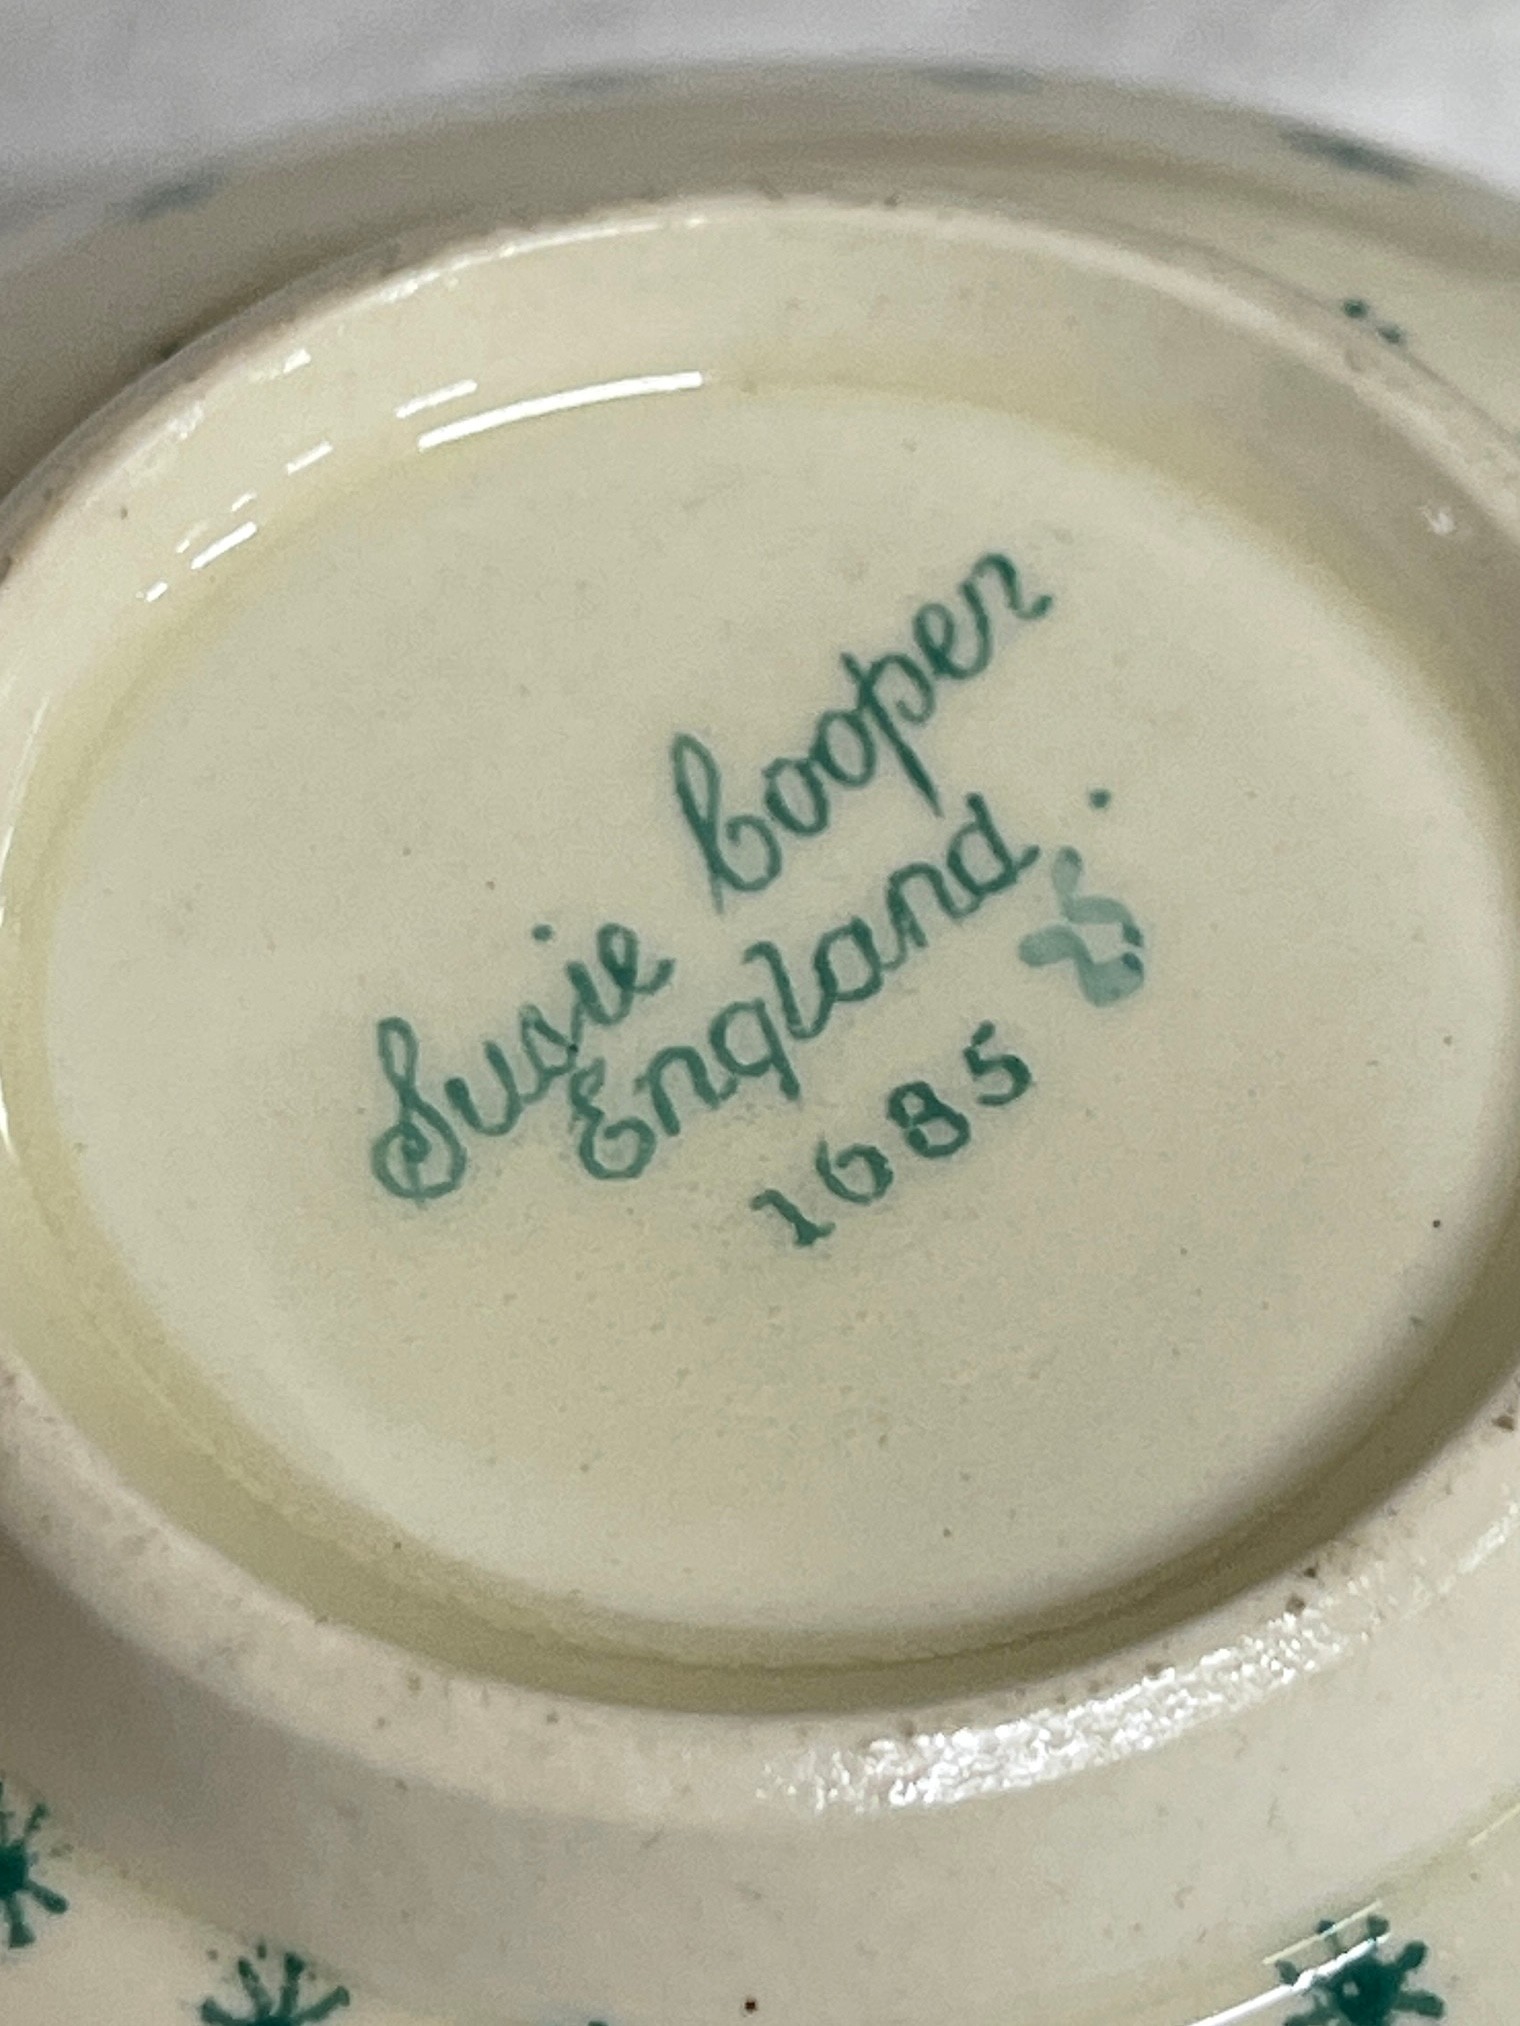 Susie Cooper
England.
1685